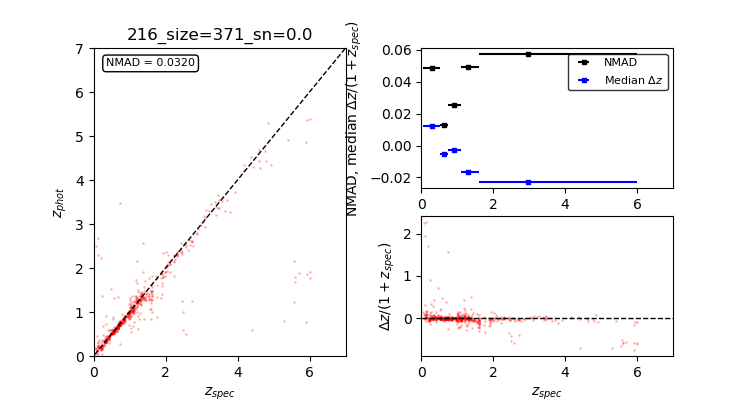 216_size=371_sn=0.0
NMAD = 0.0320
7
6
5
4
3
2
1
0
0 2 4 6
z_phot
z_spec
NMAD, median Δz/(1 + z_spec)
0.06
0.04
0.02
0.00
−0.02
NMAD
Median Δz
0 2 4 6
Δz/(1 + z_spec)
2
1
0
0 2 4 6
z_spec